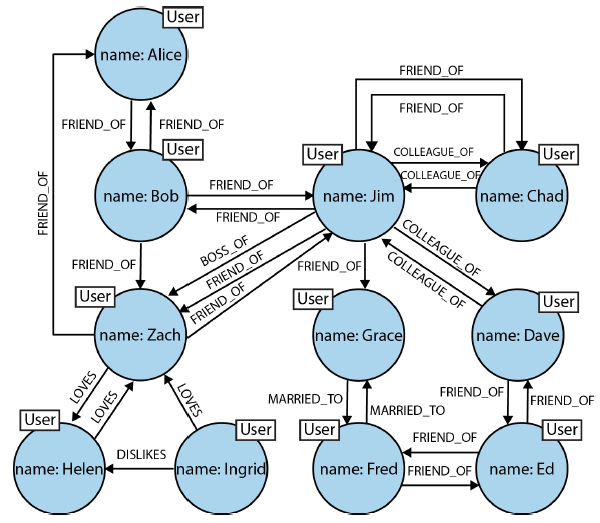 User
name: Alice
FRIEND_OF
FRIEND_OF
FRIEND_OF
FRIEND_OF
FRIEND_OF
User
name: Bob
FRIEND_OF
FRIEND_OF
User
name: Jim
COLLEAGUE_OF
COLLEAGUE_OF
User
name: Chad
FRIEND_OF
BOSS_OF
FRIEND_OF
FRIEND_OF
FRIEND_OF
COLLEAGUE_OF
COLLEAGUE_OF
User
name: Zach
User
name: Grace
User
name: Dave
LOVES
LOVES
LOVES
MARRIED_TO
MARRIED_TO
FRIEND_OF
FRIEND_OF
User
name: Helen
DISLIKES
User
name: Ingrid
User
name: Fred
FRIEND_OF
FRIEND_OF
User
name: Ed